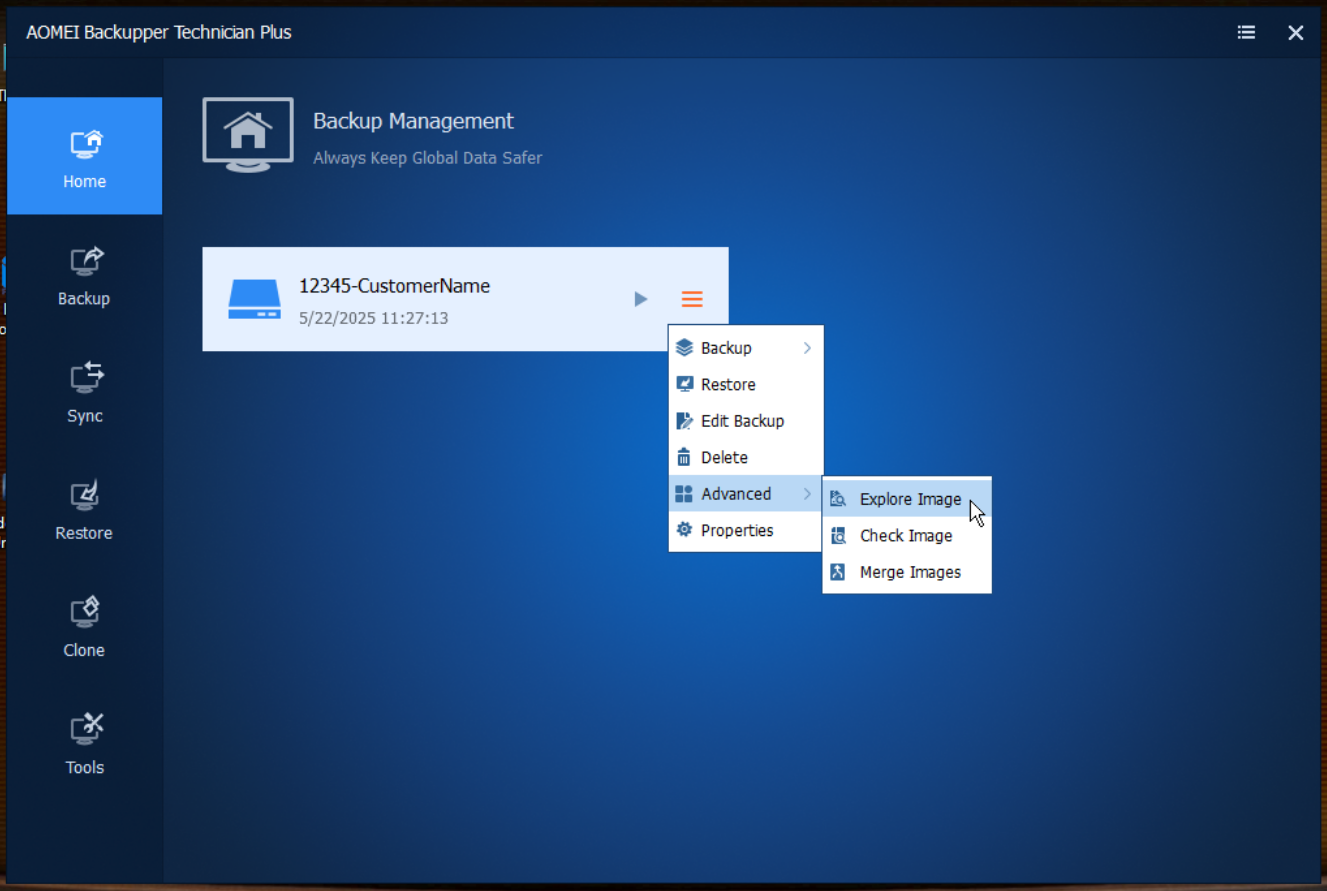 AOMEI Backupper Technician Plus
Home
Backup
Sync
Restore
Clone
Tools
Backup Management
Always Keep Global Data Safer
12345-CustomerName
5/22/2025 11:27:13
Backup
Restore
Edit Backup
Delete
Advanced
Properties
Explore Image
Check Image
Merge Images